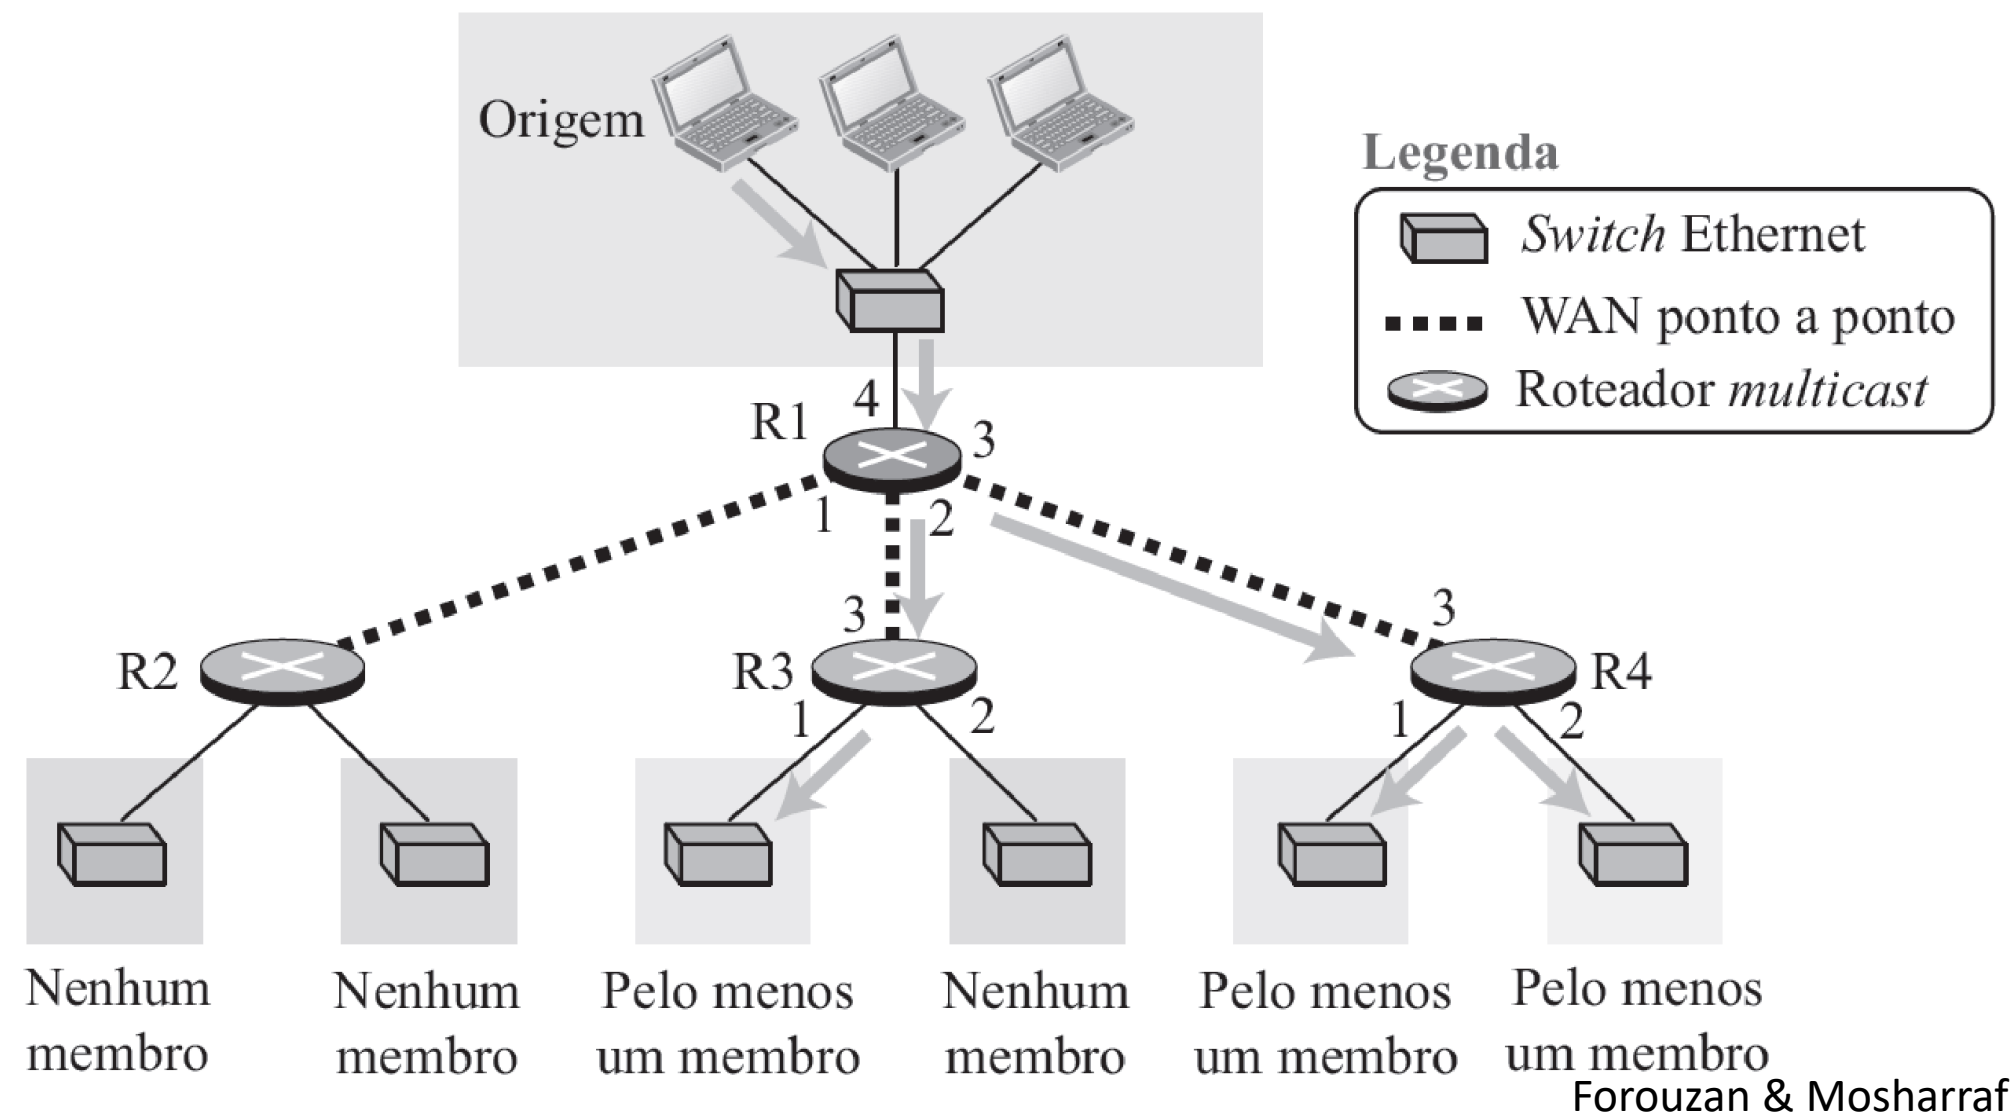 Origem
Legenda
Switch Ethernet
WAN ponto a ponto
Roteador multicast
4
R1
3
1
2
3
3
R2
R3
R4
1
2
1
2
Nenhum
membro
Nenhum
membro
Pelo menos
um membro
Nenhum
membro
Pelo menos
um membro
Pelo menos
um membro
Forouzan & Mosharraf